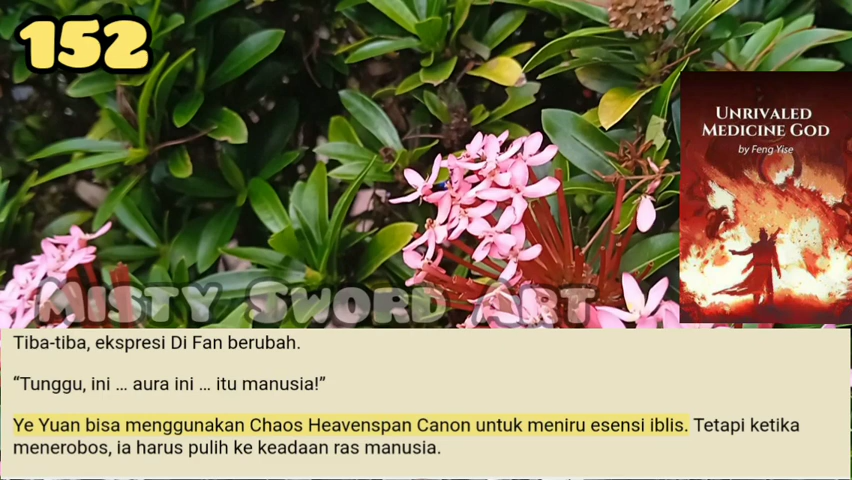 152
UNRIVALED
MEDICINE GOD
by Feng Yise
MISTY SWORD ART
Tiba-tiba, ekspresi Di Fan berubah.
“Tunggu, ini ... aura ini ... itu manusia!”
Ye Yuan bisa menggunakan Chaos Heavenspan Canon untuk meniru esensi iblis. Tetapi ketika
menerobos, ia harus pulih ke keadaan ras manusia.